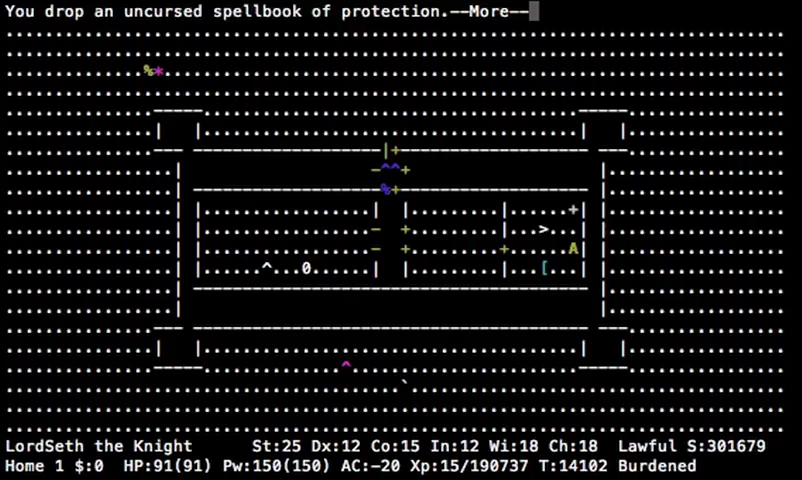 You drop an uncursed spellbook of protection.--More--
LordSeth the Knight St:25 Dx:12 Co:15 In:12 Wi:18 Ch:18 Lawful S:301679
Home 1 $:0 HP:91(91) Pw:150(150) AC:-20 Xp:15/190737 T:14102 Burdened